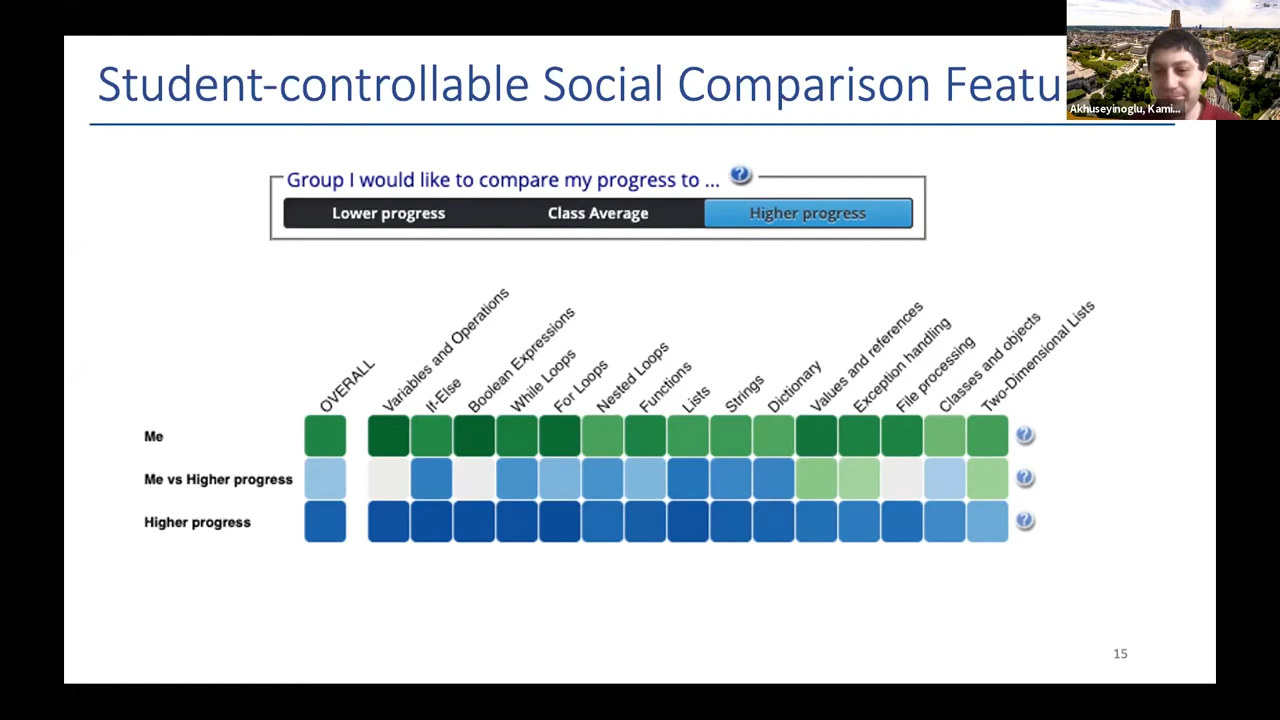 Student-controllable Social Comparison Featu
Akhuseyinoglu, Kami...
Group I would like to compare my progress to ...
?
Lower progress
Class Average
Higher progress
OVERALL
Variables and Operations
If-Else
Boolean Expressions
While Loops
For Loops
Nested Loops
Functions
Lists
Strings
Dictionary
Values and references
Exception handling
File processing
Classes and objects
Two-Dimensional Lists
Me
?
Me vs Higher progress
?
Higher progress
?
15